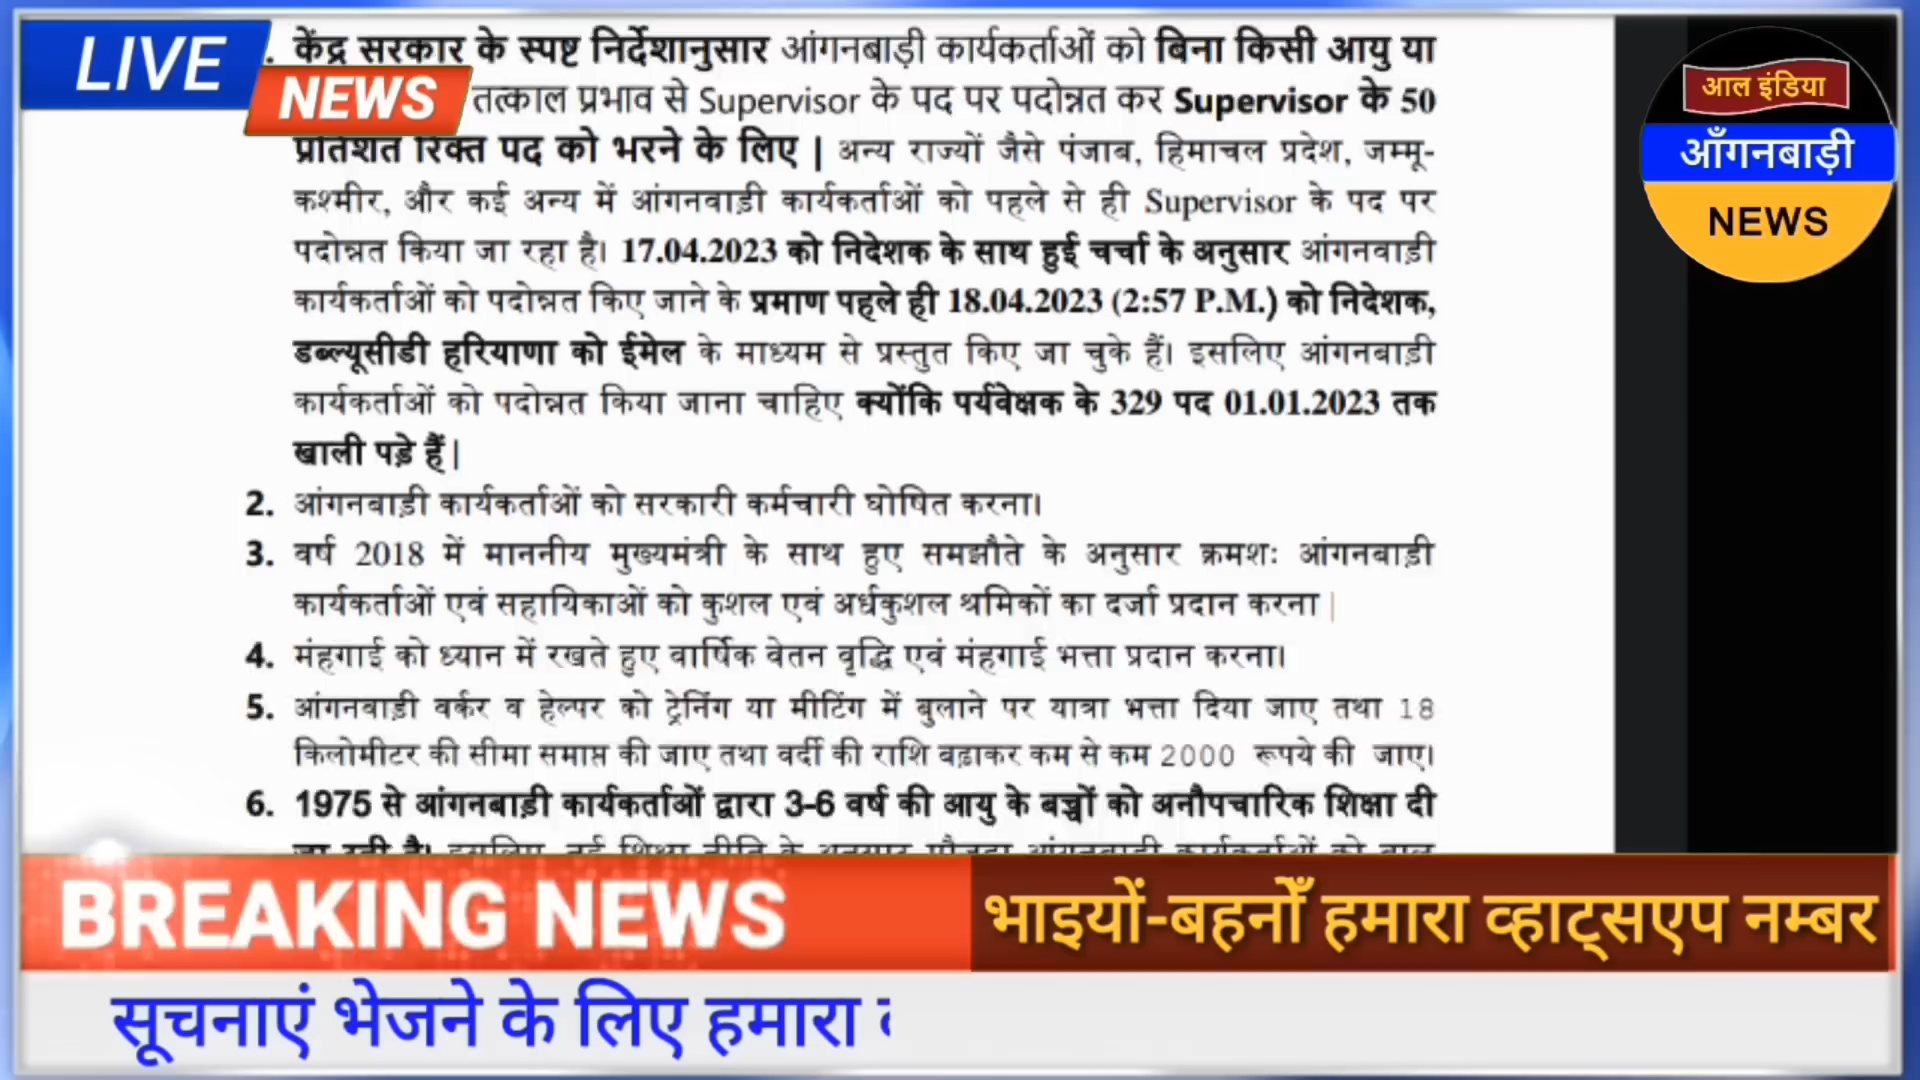 LIVE
NEWS
. केंद्र सरकार के स्पष्ट निर्देशानुसार आंगनबाड़ी कार्यकर्ताओं को बिना किसी आयु या
तत्काल प्रभाव से Supervisor के पद पर पदोन्नत कर Supervisor के 50
प्रतिशत रिक्त पद को भरने के लिए | अन्य राज्यों जैसे पंजाब, हिमाचल प्रदेश, जम्मू-
कश्मीर, और कई अन्य में आंगनवाड़ी कार्यकर्ताओं को पहले से ही Supervisor के पद पर
पदोन्नत किया जा रहा है। 17.04.2023 को निदेशक के साथ हुई चर्चा के अनुसार आंगनवाड़ी
कार्यकर्ताओं को पदोन्नत किए जाने के प्रमाण पहले ही 18.04.2023 (2:57 P.M.) को निदेशक,
डब्ल्यूसीडी हरियाणा को ईमेल के माध्यम से प्रस्तुत किए जा चुके हैं। इसलिए आंगनबाड़ी
कार्यकर्ताओं को पदोन्नत किया जाना चाहिए क्योंकि पर्यवेक्षक के 329 पद 01.01.2023 तक
खाली पड़े हैं |
2. आंगनबाड़ी कार्यकर्ताओं को सरकारी कर्मचारी घोषित करना।
3. वर्ष 2018 में माननीय मुख्यमंत्री के साथ हुए समझौते के अनुसार क्रमशः आंगनबाड़ी
कार्यकर्ताओं एवं सहायिकाओं को कुशल एवं अर्धकुशल श्रमिकों का दर्जा प्रदान करना |
4. मंहगाई को ध्यान में रखते हुए वार्षिक वेतन वृद्धि एवं मंहगाई भत्ता प्रदान करना।
5. आंगनवाड़ी वर्कर व हेल्पर को ट्रेनिंग या मीटिंग में बुलाने पर यात्रा भत्ता दिया जाए तथा 18
किलोमीटर की सीमा समाप्त की जाए तथा वर्दी की राशि बढ़ाकर कम से कम 2000 रूपये की जाए।
6. 1975 से आंगनबाड़ी कार्यकर्ताओं द्वारा 3-6 वर्ष की आयु के बच्चों को अनौपचारिक शिक्षा दी
आल इंडिया
आँगनबाड़ी
NEWS
BREAKING NEWS
भाइयों-बहनोँ हमारा व्हाट्सएप नम्बर
सूचनाएं भेजने के लिए हमारा